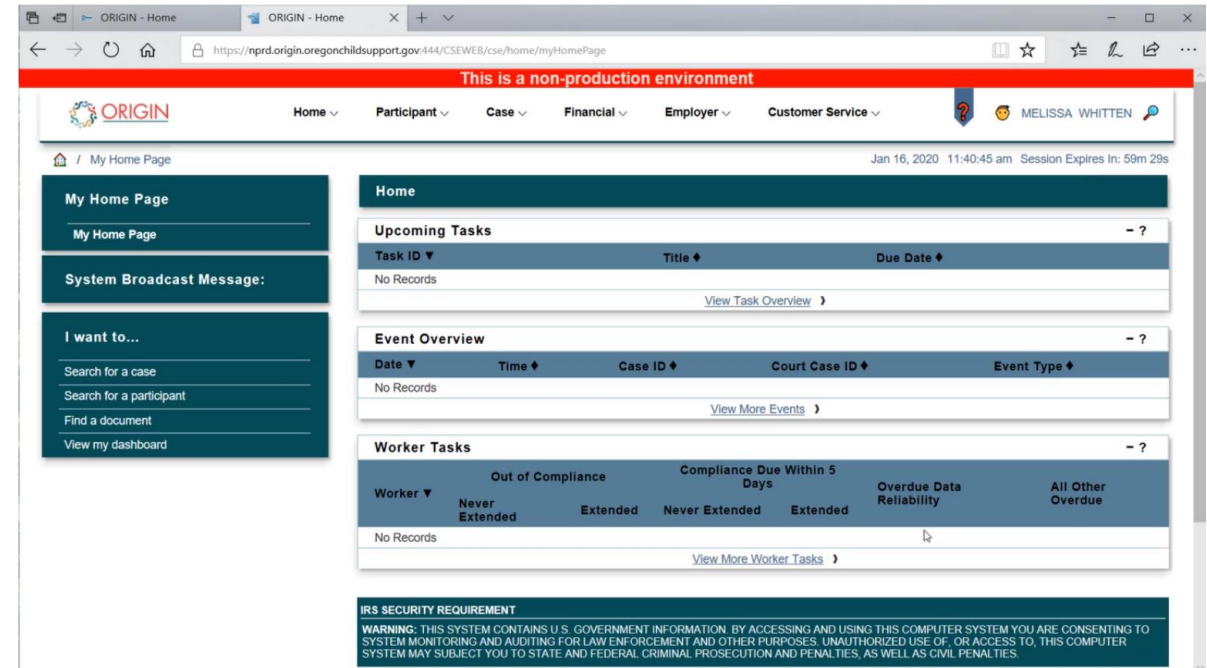 ORIGIN - Home
ORIGIN - Home
https://nprd.origin.oregonchildsupport.gov:444/CSEWEB/cse/home/myHomePage
This is a non-production environment
ORIGIN
Home Participant Case Financial Employer Customer Service
? MELISSA WHITTEN
/ My Home Page
Jan 16, 2020 11:40:45 am Session Expires In: 59m 29s
My Home Page
My Home Page
System Broadcast Message:
I want to...
Search for a case
Search for a participant
Find a document
View my dashboard
Home
Upcoming Tasks – ?
Task ID ▼ Title ♦ Due Date ♦
No Records
View Task Overview ❯
Event Overview – ?
Date ▼ Time ♦ Case ID ♦ Court Case ID ♦ Event Type ♦
No Records
View More Events ❯
Worker Tasks – ?
Worker ▼
Out of Compliance
Never Extended
Extended
Compliance Due Within 5 Days
Never Extended
Extended
Overdue Data Reliability
All Other Overdue
No Records
View More Worker Tasks ❯
IRS SECURITY REQUIREMENT
WARNING: THIS SYSTEM CONTAINS U.S. GOVERNMENT INFORMATION. BY ACCESSING AND USING THIS COMPUTER SYSTEM YOU ARE CONSENTING TO
SYSTEM MONITORING AND AUDITING FOR LAW ENFORCEMENT AND OTHER PURPOSES. UNAUTHORIZED USE OF, OR ACCESS TO, THIS COMPUTER
SYSTEM MAY SUBJECT YOU TO STATE AND FEDERAL CRIMINAL PROSECUTION AND PENALTIES, AS WELL AS CIVIL PENALTIES.